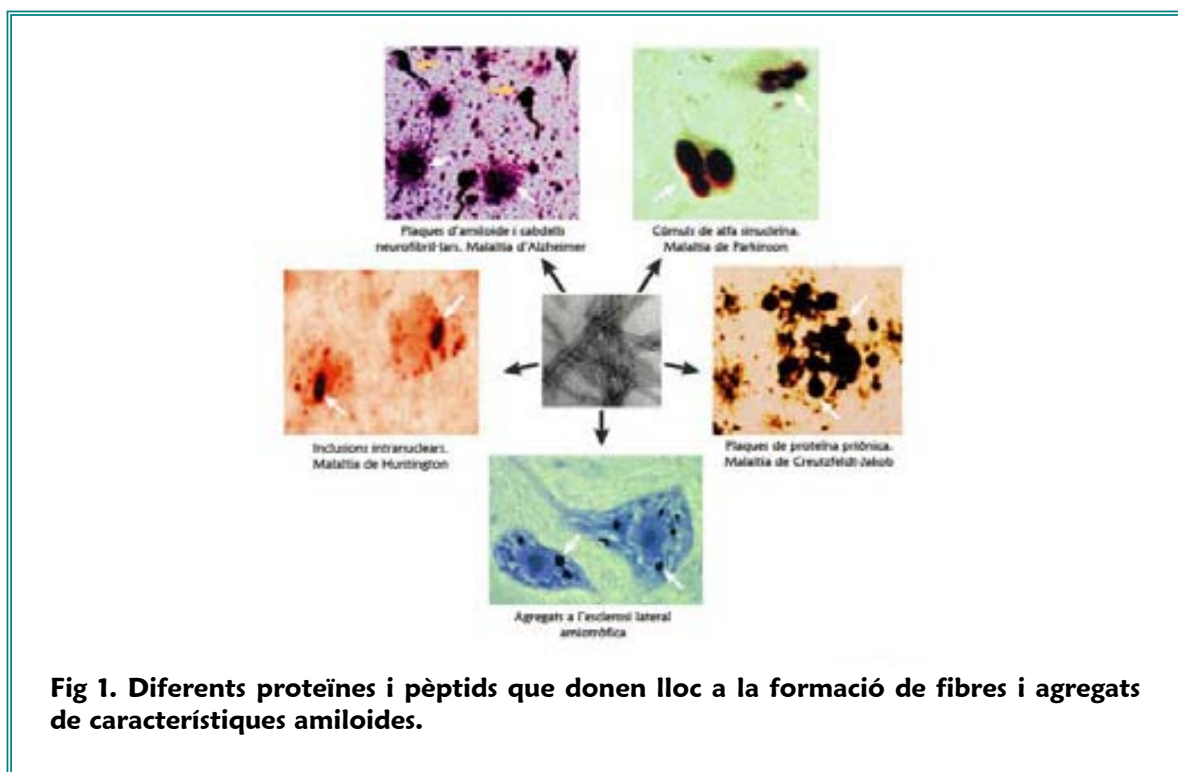 Plaques d'amiloide i cabdells
neurofibril·lars. Malaltia d'Alzheimer
Cúmuls de alfa sinucleïna.
Malaltia de Parkinson
Inclusions intranuclears.
Malaltia de Huntington
Plaques de proteïna priònica.
Malaltia de Creutzfeldt-Jakob
Agregats a l'esclerosi lateral
amiotròfica
Fig 1. Diferents proteïnes i pèptids que donen lloc a la formació de fibres i agregats
de característiques amiloides.